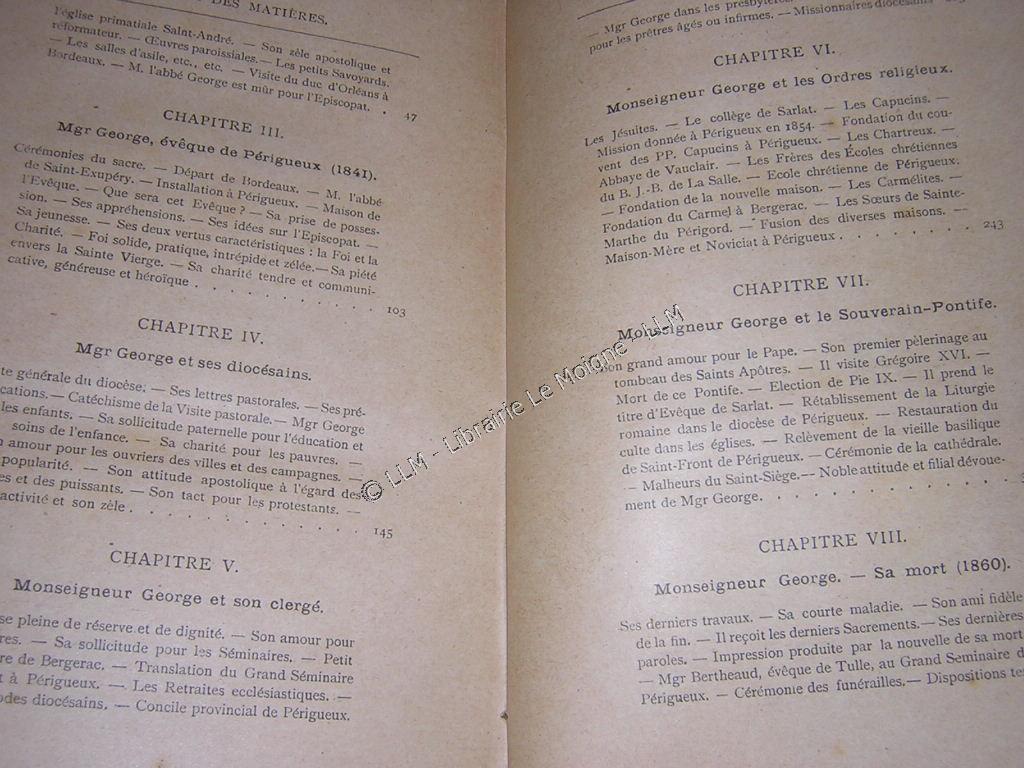 DES MATIÈRES.
l'église primatiale Saint-André. — Son zèle apostolique et
réformateur. — Œuvres paroissiales. — Les petits Savoyards.
— Les salles d'asile, etc., etc. — Visite du duc d'Orléans à
Bordeaux. — M. l'abbé George est mûr pour l'Episcopat. . 47
CHAPITRE III.
Mgr George, évêque de Périgueux (1841).
Cérémonies du sacre. — Départ de Bordeaux. — M. l'abbé
de Saint-Exupéry. — Installation à Périgueux. — Maison de
l'Evêque. — Que sera cet Evêque ? — Sa prise de posses-
sion. — Ses appréhensions. — Ses idées sur l'Episcopat. —
Sa jeunesse. — Ses deux vertus caractéristiques : la Foi et la
Charité. — Foi solide, pratique, intrépide et zélée. — Sa piété
envers la Sainte Vierge. — Sa charité tendre et communi-
cative, généreuse et héroïque . . . . . . . . . . . 103
CHAPITRE IV.
Mgr George et ses diocésains.
te générale du diocèse. — Ses lettres pastorales. — Ses pré-
cations. — Catéchisme de la Visite pastorale. — Mgr George
les enfants. — Sa sollicitude paternelle pour l'éducation et
soins de l'enfance. — Sa charité pour les pauvres. —
amour pour les ouvriers des villes et des campagnes. —
popularité. — Son attitude apostolique à l'égard des
es et des puissants. — Son tact pour les protestants. —
activité et son zèle . . . . . . . . . . . . . 145
CHAPITRE V.
Monseigneur George et son clergé.
se pleine de réserve et de dignité. — Son amour pour
res. — Sa sollicitude pour les Séminaires. — Petit
re de Bergerac. — Translation du Grand Séminaire
à Périgueux. — Les Retraites ecclésiastiques. —
odes diocésains. — Concile provincial de Périgueux.
— Mgr George dans les presbytères.
pour les prêtres âgés ou infirmes. — Missionnaires diocésains
CHAPITRE VI.
Monseigneur George et les Ordres religieux.
Les Jésuites. — Le collège de Sarlat. — Les Capucins. —
Mission donnée à Périgueux en 1854. — Fondation du cou-
vent des PP. Capucins à Périgueux. — Les Chartreux. —
Abbaye de Vauclair. — Les Frères des Écoles chrétiennes
du B. J.-B. de La Salle. — Ecole chrétienne de Périgueux.
— Fondation de la nouvelle maison. — Les Carmélites. —
Fondation du Carmel à Bergerac. — Les Sœurs de Sainte-
Marthe du Périgord. — Fusion des diverses maisons. —
Maison-Mère et Noviciat à Périgueux . . . . . . . . 243
CHAPITRE VII.
Monseigneur George et le Souverain-Pontife.
Son grand amour pour le Pape. — Son premier pèlerinage au
tombeau des Saints Apôtres. — Il visite Grégoire XVI. —
Mort de ce Pontife. — Election de Pie IX. — Il prend le
titre d'Evêque de Sarlat. — Rétablissement de la Liturgie
romaine dans le diocèse de Périgueux. — Restauration du
culte dans les églises. — Relèvement de la vieille basilique
de Saint-Front de Périgueux. — Cérémonie de la cathédrale.
— Malheurs du Saint-Siège. — Noble attitude et filial dévoue-
ment de Mgr George. . . . . . . . . . . . .
CHAPITRE VIII.
Monseigneur George. — Sa mort (1860).
Ses derniers travaux. — Sa courte maladie. — Son ami fidèle
de la fin. — Il reçoit les derniers Sacrements. — Ses dernières
paroles. — Impression produite par la nouvelle de sa mort
— Mgr Bertheaud, évêque de Tulle, au Grand Seminaire d
Périgueux. — Cérémonie des funérailles. — Dispositions tes
© LLM - Librairie Le Moigne - LLM